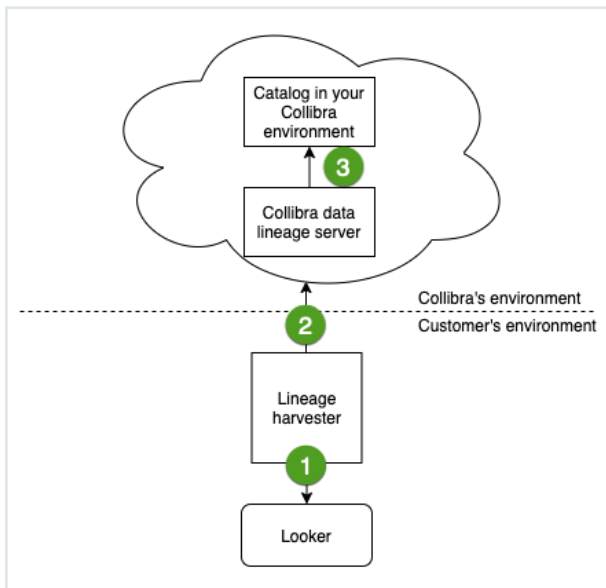 Catalog in your
Collibra
environment
3
Collibra data
lineage server
Collibra's environment
2
Customer's environment
Lineage
harvester
1
Looker